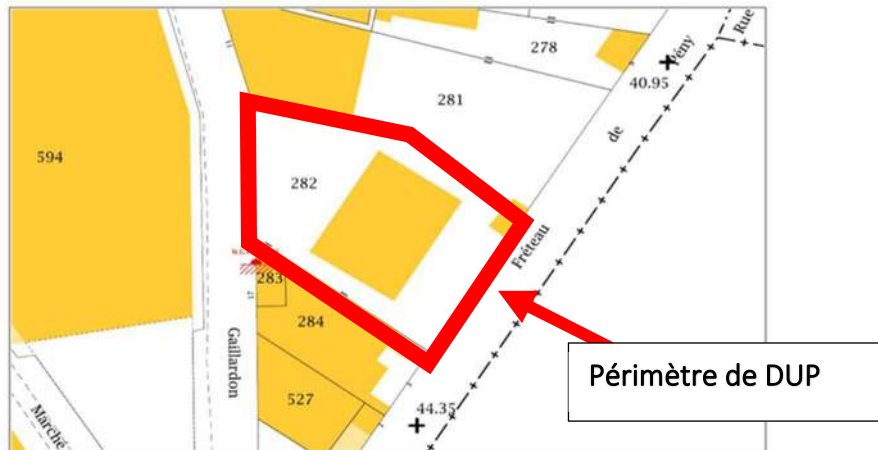 Rue
278
Pény
40.95
281
de
594
282
Fréteau
283
284
Gaillardon
Périmètre de DUP
527
44.35
Marché